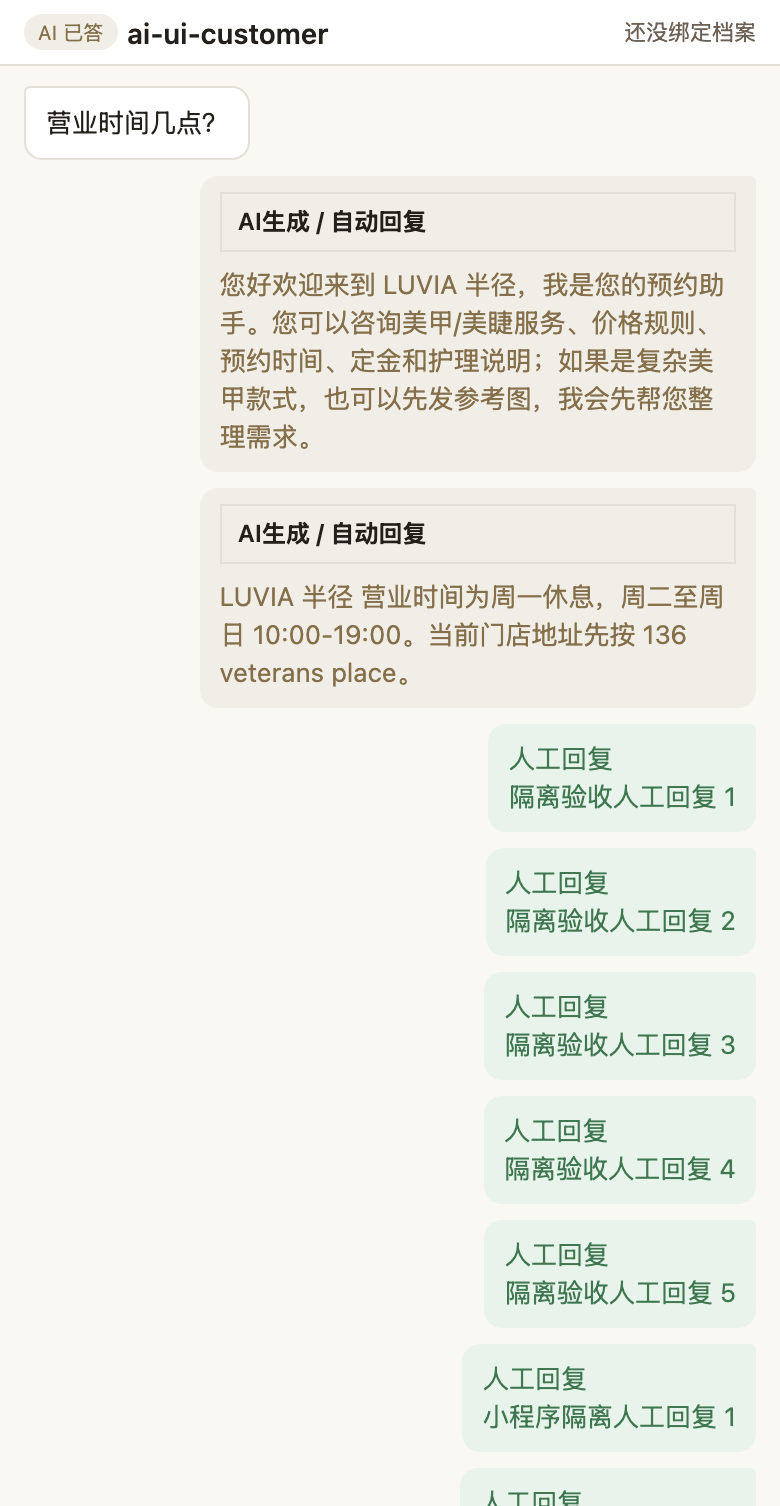 AI 已答 ai-ui-customer 还没绑定档案
营业时间几点?
AI生成 / 自动回复
您好欢迎来到 LUVIA 半径，我是您的预约助
手。您可以咨询美甲/美睫服务、价格规则、
预约时间、定金和护理说明；如果是复杂美
甲款式，也可以先发参考图，我会先帮您整
理需求。
AI生成 / 自动回复
LUVIA 半径 营业时间为周一休息，周二至周
日 10:00-19:00。当前门店地址先按 136
veterans place。
人工回复
隔离验收人工回复 1
人工回复
隔离验收人工回复 2
人工回复
隔离验收人工回复 3
人工回复
隔离验收人工回复 4
人工回复
隔离验收人工回复 5
人工回复
小程序隔离人工回复 1
人工回复